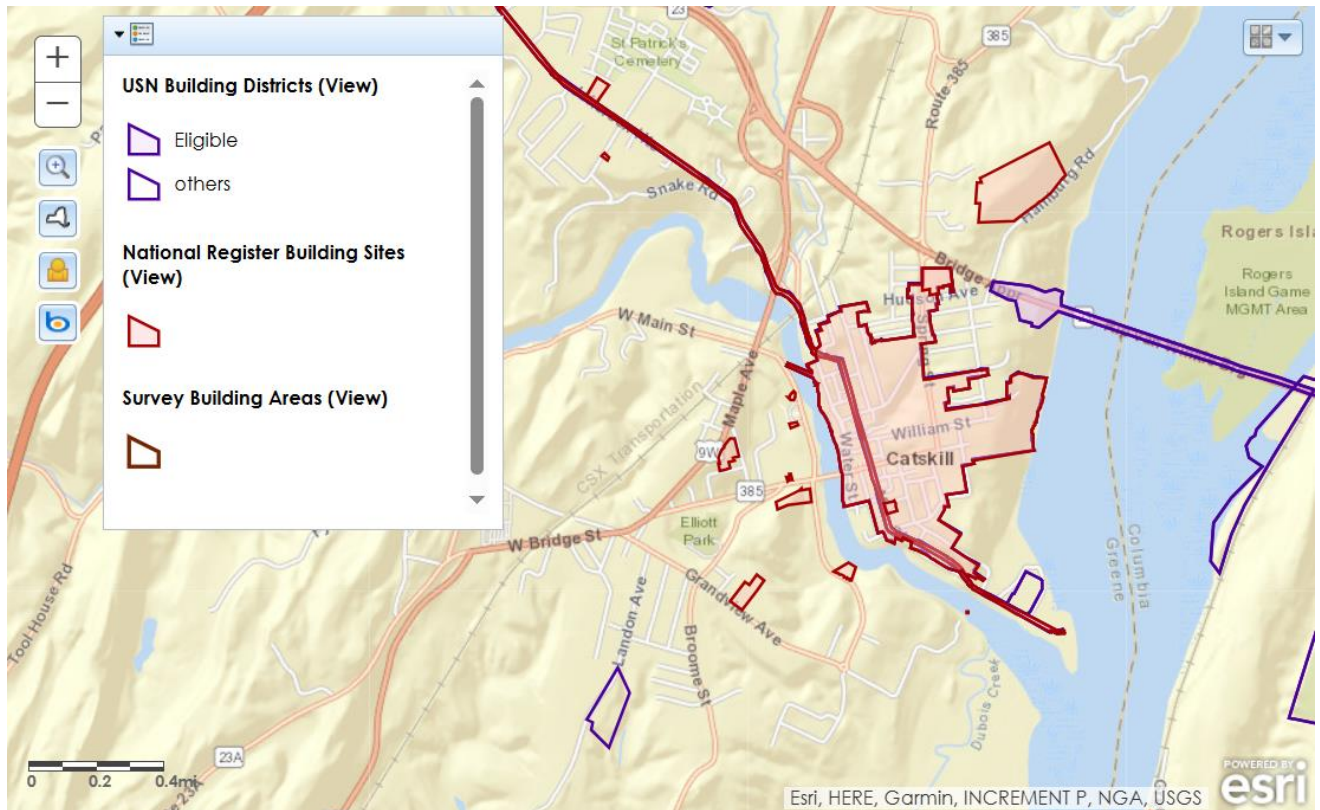 USN Building Districts (View)
Eligible
others
National Register Building Sites
(View)
Survey Building Areas (View)
23
385
St Patrick's
Cemetery
Route 385
Hamburg Rd
Snake Rd
Rogers Isl
Rogers
Island Game
MGMT Area
Bridge Appr
Hudson Ave
Spring St
W Main St
Maple Ave
CSX Transportation
William St
Catskill
Water St
9W
385
Elliott
Park
W Bridge St
Grandview Ave
Landon Ave
Broome St
Columbia
Greene
Dubois Creek
Tool House Rd
23A
0 0.2 0.4mi
POWERED BY
esri
Esri, HERE, Garmin, INCREMENT P, NGA, USGS